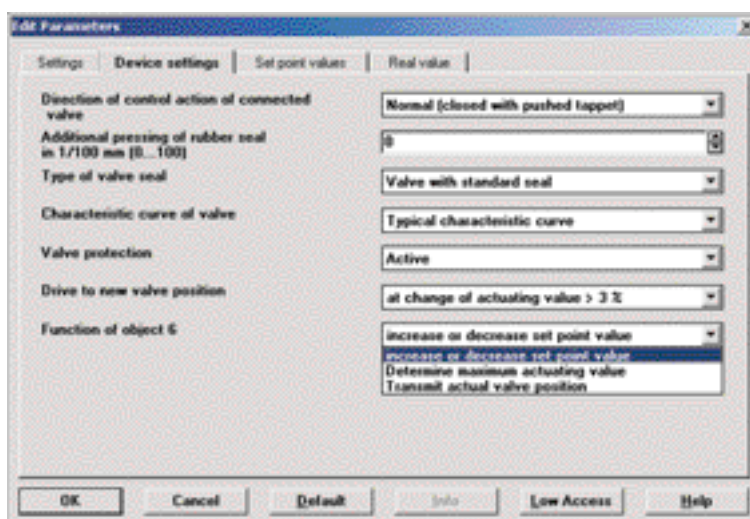 Edit Parameters
Settings Device settings Set point values Real value
Direction of control action of connected valve Normal (closed with pushed tappet)
Additional pressing of rubber seal in 1/100 mm (0...100) 0
Type of valve seal Valve with standard seal
Characteristic curve of valve Typical characteristic curve
Valve protection Active
Drive to new valve position at change of actuating value > 3 %
Function of object 6 increase or decrease set point value
increase or decrease set point value
Determine maximum actuating value
Transmit actual valve position
OK Cancel Default Info Low Access Help